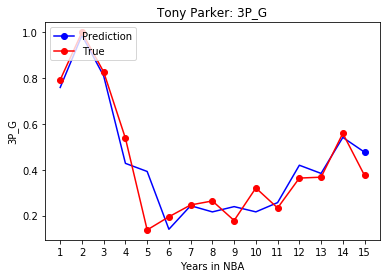 Tony Parker: 3P_G
Prediction
True
1.0
0.8
0.6
0.4
0.2
3P_G
1 2 3 4 5 6 7 8 9 10 11 12 13 14 15
Years in NBA